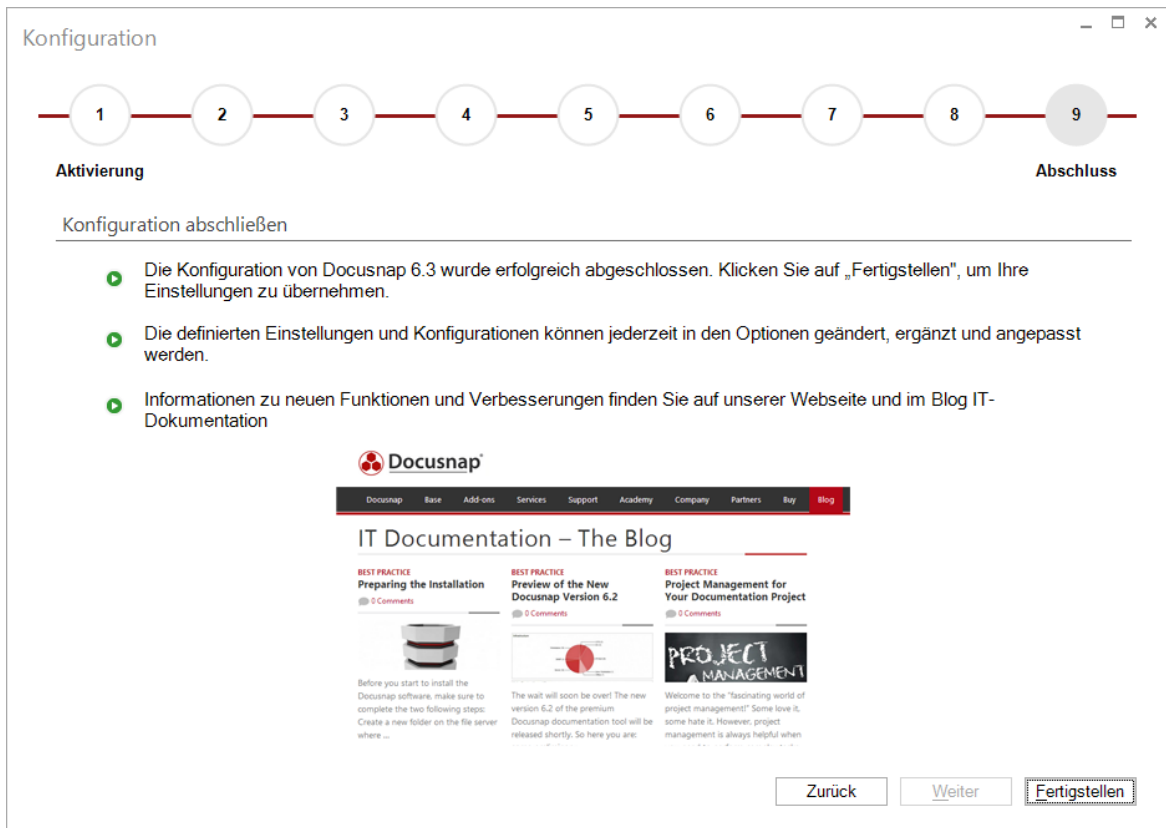 Konfiguration
1 2 3 4 5 6 7 8 9
Aktivierung Abschluss
Konfiguration abschließen
Die Konfiguration von Docusnap 6.3 wurde erfolgreich abgeschlossen. Klicken Sie auf „Fertigstellen", um Ihre
Einstellungen zu übernehmen.
Die definierten Einstellungen und Konfigurationen können jederzeit in den Optionen geändert, ergänzt und angepasst
werden.
Informationen zu neuen Funktionen und Verbesserungen finden Sie auf unserer Webseite und im Blog IT-
Dokumentation
Docusnap
Docusnap Base Add-ons Services Support Academy Company Partners Buy Blog
IT Documentation – The Blog
BEST PRACTICE
Preparing the Installation
0 Comments
Before you start to install the
Docusnap software, make sure to
complete the two following steps:
Create a new folder on the file server
where ...
BEST PRACTICE
Preview of the New
Docusnap Version 6.2
0 Comments
The wait will soon be over! The new
version 6.2 of the premium
Docusnap documentation tool will be
released shortly. So here you are:
BEST PRACTICE
Project Management for
Your Documentation Project
0 Comments
PROJECT
MANAGEMENT
Welcome to the "fascinating world of
project management!" Some love it,
some hate it. However, project
management is always helpful when
Zurück Weiter Fertigstellen